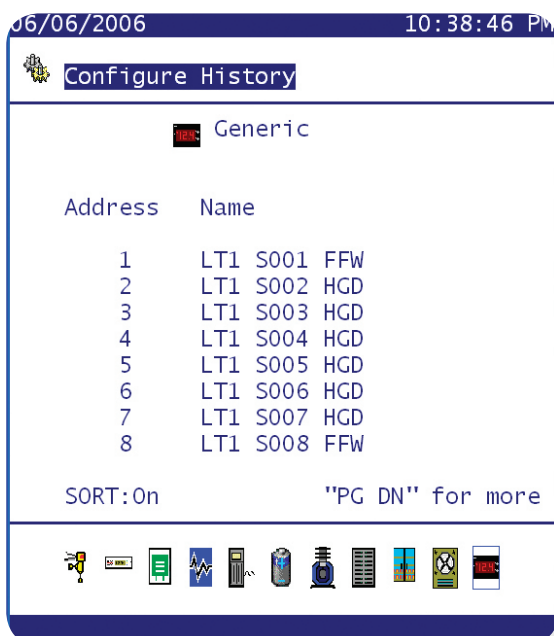 06/06/2006 10:38:46 PM
Configure History
Generic
Address Name
1 LT1 S001 FFW
2 LT1 S002 HGD
3 LT1 S003 HGD
4 LT1 S004 HGD
5 LT1 S005 HGD
6 LT1 S006 HGD
7 LT1 S007 HGD
8 LT1 S008 FFW
SORT:On "PG DN" for more